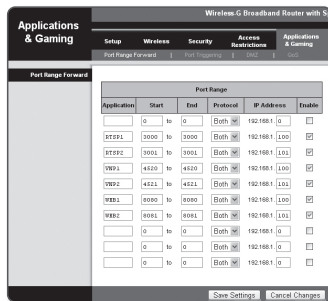 Wireless-G Broadband Router with S
Applications
& Gaming
Setup Wireless Security Access Restrictions Applications & Gaming
Port Range Forward | Port Triggering | DMZ | QoS
Port Range Forward
Port Range
Application Start End Protocol IP Address Enable
0 to 0 Both 192.168.1. 0
RTSP1 3000 to 3000 Both 192.168.1. 100
RTSP2 3001 to 3001 Both 192.168.1. 101
VNP1 4520 to 4520 Both 192.168.1. 100
VNP2 4521 to 4521 Both 192.168.1. 101
WEB1 8080 to 8080 Both 192.168.1. 100
WEB2 8081 to 8081 Both 192.168.1. 101
0 to 0 Both 192.168.1. 0
0 to 0 Both 192.168.1. 0
0 to 0 Both 192.168.1. 0
Save Settings Cancel Changes